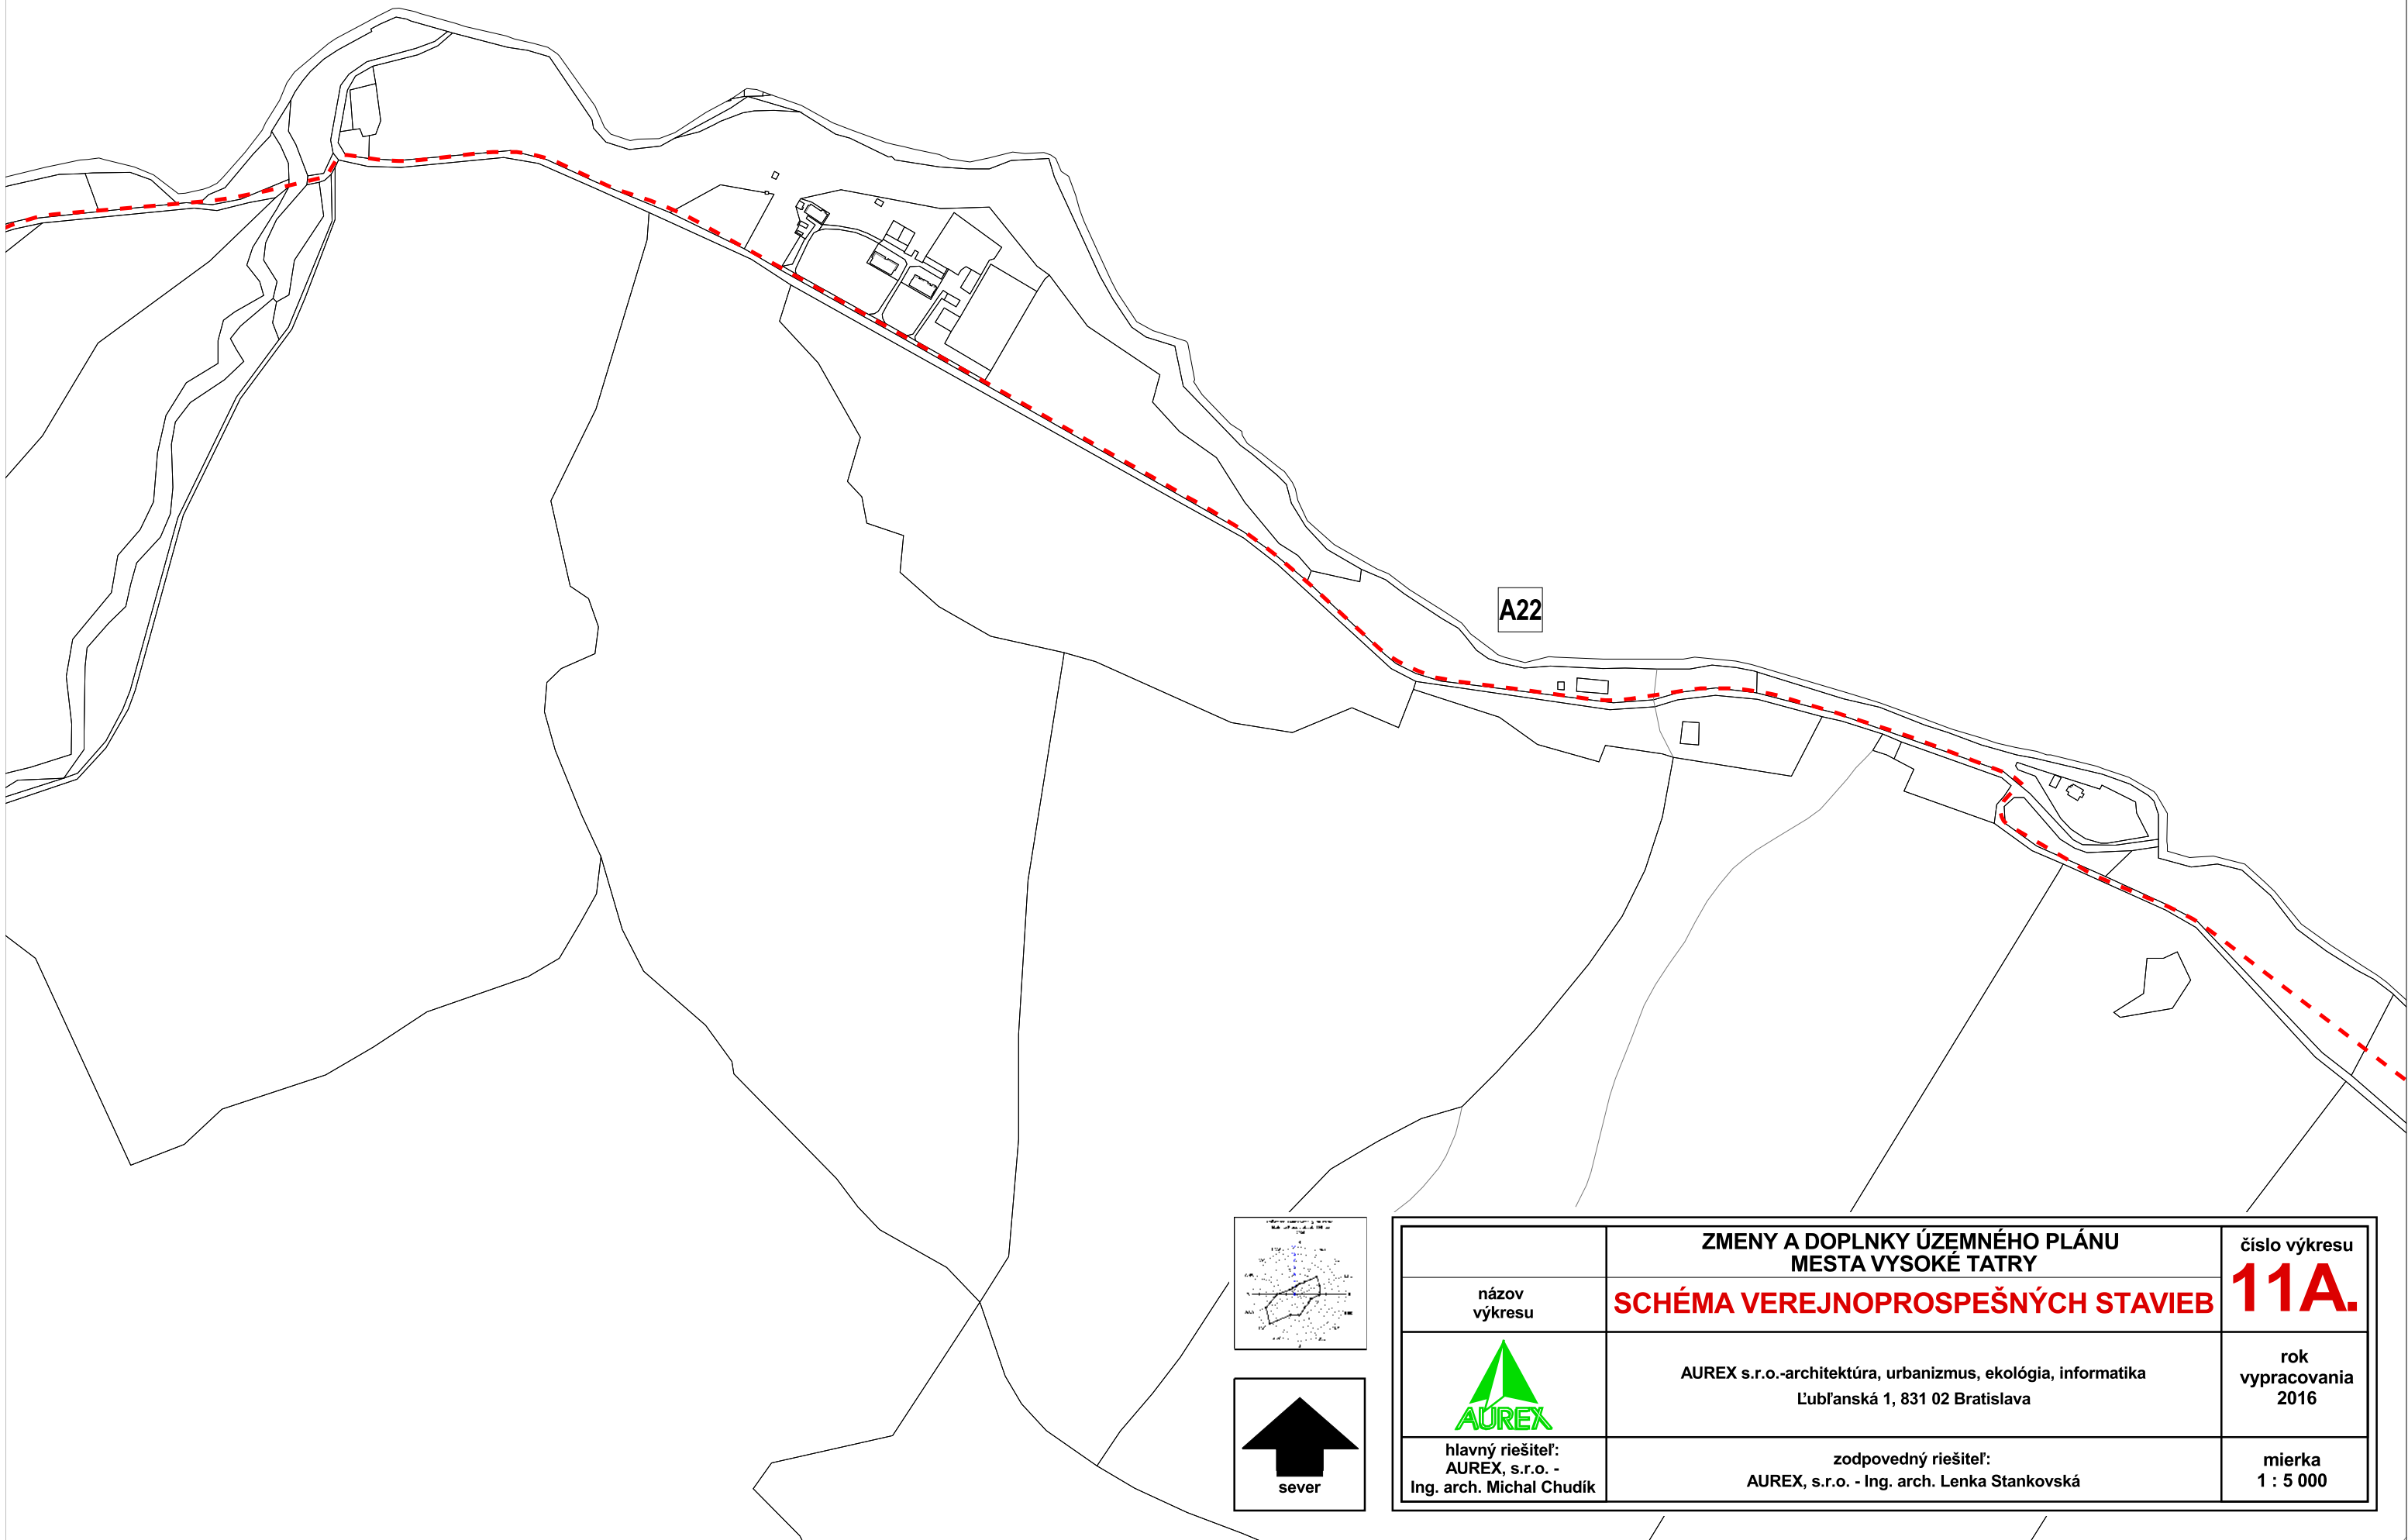 A22
ZMENY A DOPLNKY ÚZEMNÉHO PLÁNU
MESTA VYSOKÉ TATRY
číslo výkresu
11A.
názov
výkresu
SCHÉMA VEREJNOPROSPEŠNÝCH STAVIEB
AUREX
AUREX s.r.o.-architektúra, urbanizmus, ekológia, informatika
Ľubľanská 1, 831 02 Bratislava
rok
vypracovania
2016
hlavný riešiteľ:
AUREX, s.r.o. -
Ing. arch. Michal Chudík
zodpovedný riešiteľ:
AUREX, s.r.o. - Ing. arch. Lenka Stankovská
mierka
1 : 5 000
sever